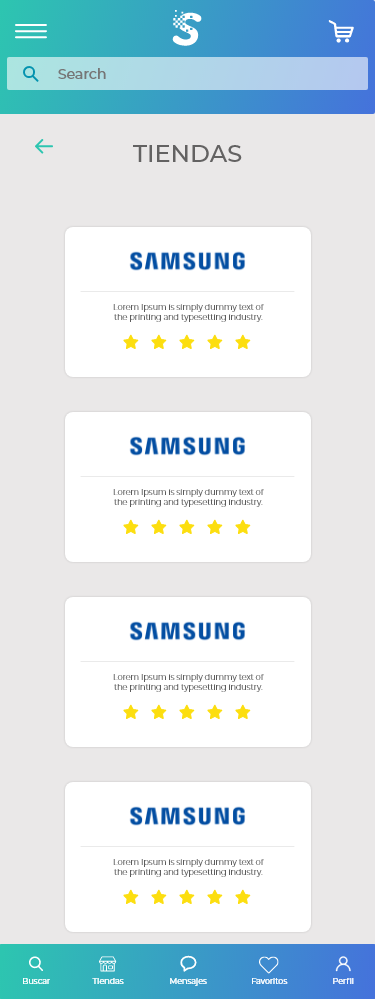 S
Search
TIENDAS
SAMSUNG
Lorem Ipsum is simply dummy text of
the printing and typesetting industry.
SAMSUNG
Lorem Ipsum is simply dummy text of
the printing and typesetting industry.
SAMSUNG
Lorem Ipsum is simply dummy text of
the printing and typesetting industry.
SAMSUNG
Lorem Ipsum is simply dummy text of
the printing and typesetting industry.
Buscar Tiendas Mensajes Favoritos Perfil